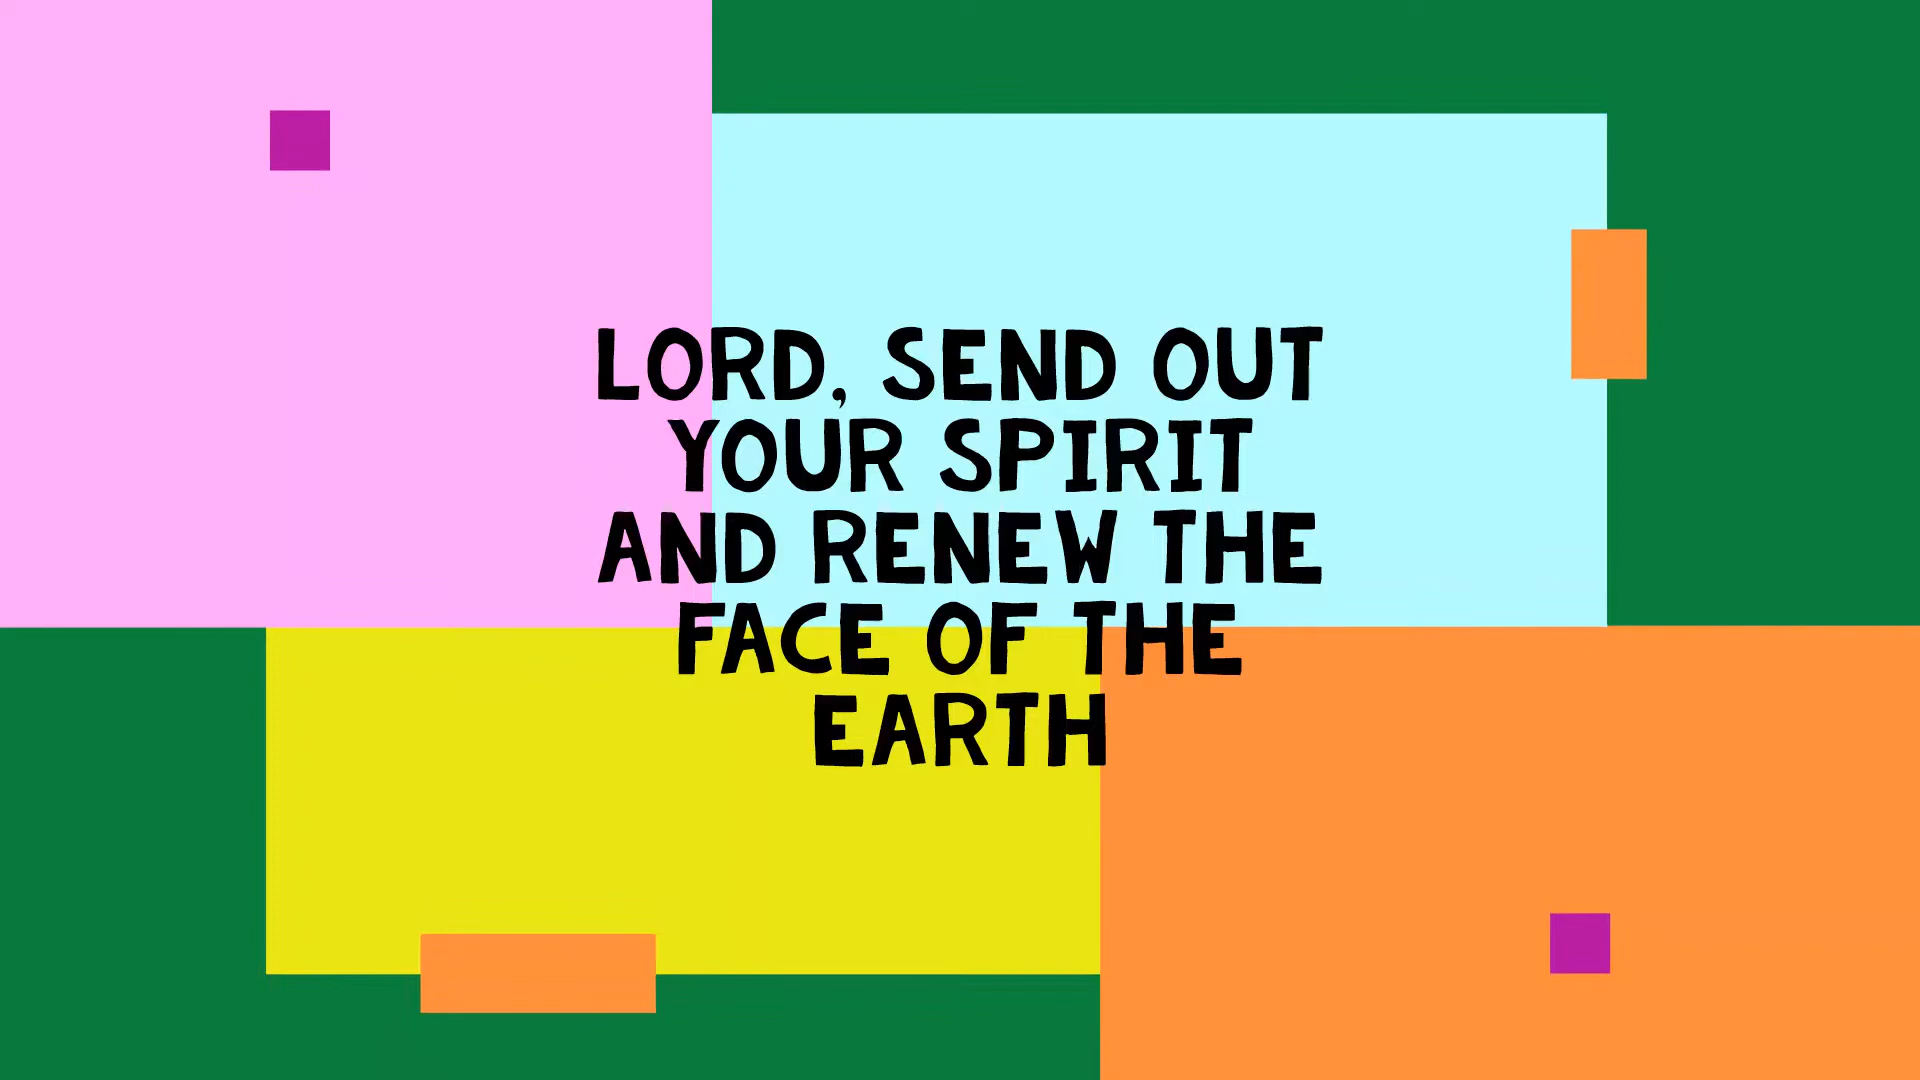 LORD, SEND OUT
YOUR SPIRIT
AND RENEW THE
FACE OF THE
EARTH